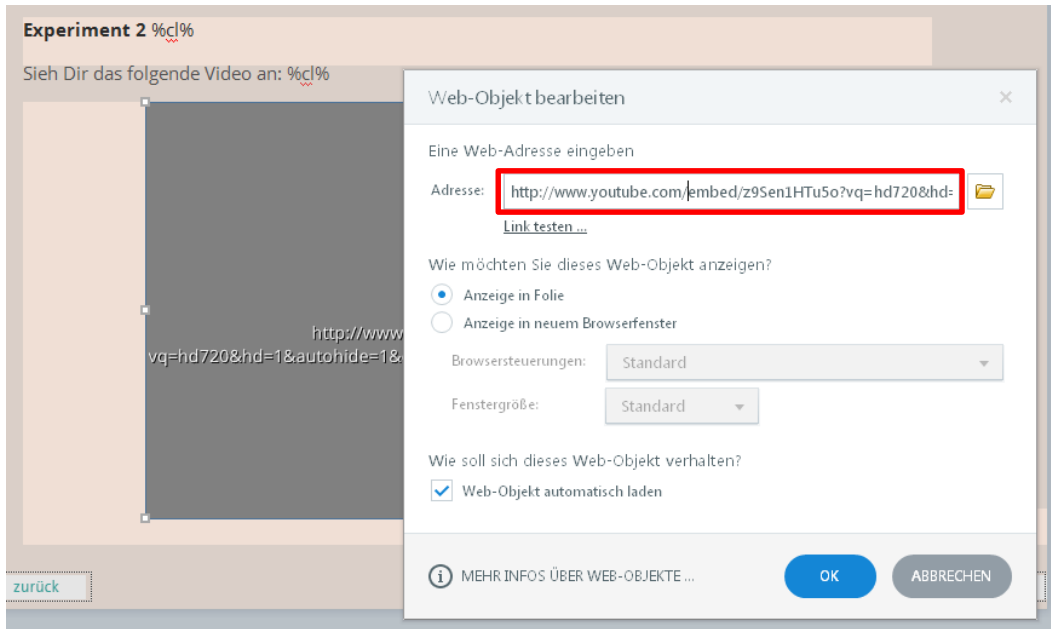 Experiment 2 %cl%
Sieh Dir das folgende Video an: %cl%
http://www
vq=hd720&hd=1&autohide=1&
zurück
Web-Objekt bearbeiten
Eine Web-Adresse eingeben
Adresse: http://www.youtube.com/embed/z9Sen1HTu5o?vq=hd720&hd=
Link testen ...
Wie möchten Sie dieses Web-Objekt anzeigen?
Anzeige in Folie
Anzeige in neuem Browserfenster
Browsersteuerungen: Standard
Fenstergröße: Standard
Wie soll sich dieses Web-Objekt verhalten?
Web-Objekt automatisch laden
MEHR INFOS ÜBER WEB-OBJEKTE ... OK ABBRECHEN